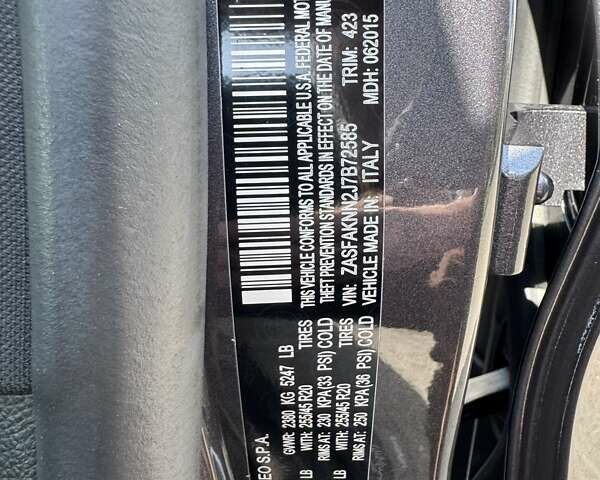 EO S.P.A.
GVWR: 2380 KG 5247 LB
WITH: 255/45 R20 TIRES
RIMS AT: 230 KPA (33 PSI) COLD
LB
WITH: 255/45 R20 TIRES
RIMS AT: 250 KPA (36 PSI) COLD
LB
THIS VEHICLE CONFORMS TO ALL APPLICABLE U.S.A. FEDERAL MOT
THEFT PREVENTION STANDARDS IN EFFECT ON THE DATE OF MANU
VIN: ZASFAKNN2J7B72585 TRIM: 423
VEHICLE MADE IN: ITALY MDH: 062015